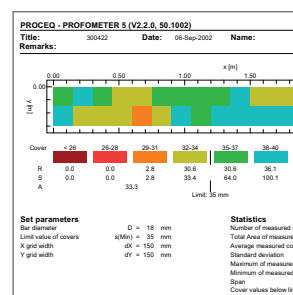 PROCEQ - PROFOMETER 5 (V2.2.0, 50.1002)
Title: 300422 Date: 06-Sep-2002 Name:
Remarks:
x [m]
0.00 0.50 1.00 1.50
0.00
y [m]
Cover < 26 26-28 29-31 32-34 35-37 38-40
R 0.0 0.0 2.8 30.6 30.6 36.1
S 0.0 0.0 2.8 33.4 64.0 100.1
A 33.3
Limit: 35 mm
Set parameters Statistics
Bar diameter D = 18 mm Number of measured
Limit value of covers s(Min) = 35 mm Total Area of measure
X grid width dX = 150 mm Average measured co
Y grid width dY = 150 mm Standard deviation
Maximum of measure
Minimum of measured
Span
Cover values below lin